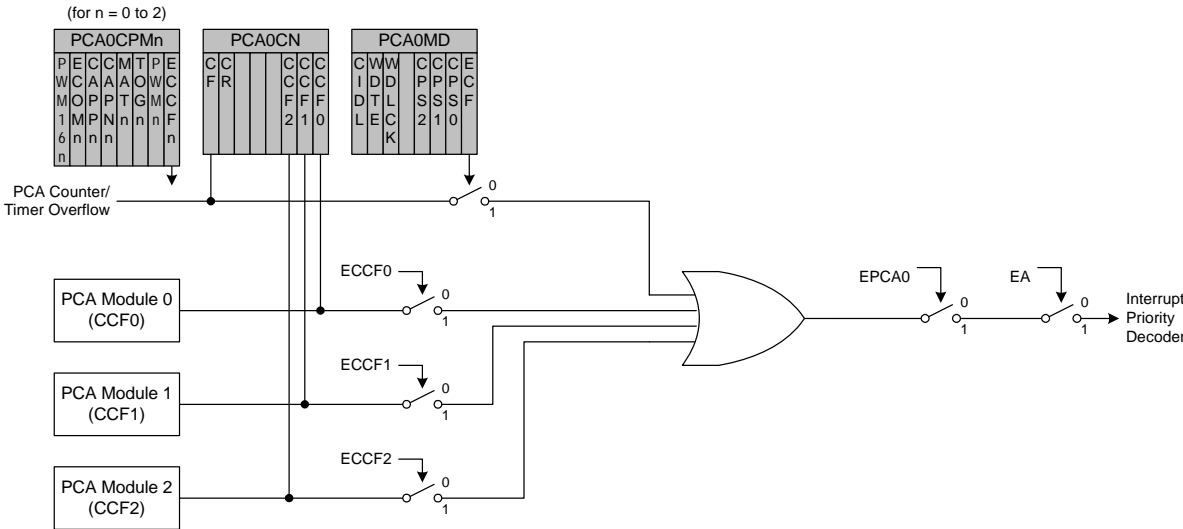 (for n = 0 to 2)
PCA0CPMn
PWM16n
ECOMn
CAPPn
CAPNn
MATn
TOGn
PWMn
ECCFn
PCA0CN
CF
CR
CCF2
CCF1
CCF0
PCA0MD
CIDL
WDTE
WDLCK
CPS2
CPS1
CPS0
ECF
PCA Counter/
Timer Overflow
0
1
PCA Module 0
(CCF0)
ECCF0
0
1
EPCA0
0
1
EA
0
1
Interrupt
Priority
Decoder
PCA Module 1
(CCF1)
ECCF1
0
1
PCA Module 2
(CCF2)
ECCF2
0
1